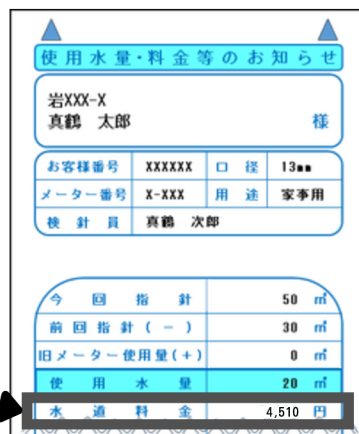 使用水量・料金等のお知らせ
岩XXX-X
真鶴 太郎 様
お客様番号 XXXXXX 口径 13mm
メーター番号 X-XXX 用途 家事用
検針員 真鶴 次郎
今回指針 50 ㎥
前回指針(-) 30 ㎥
旧メーター使用量(+) 0 ㎥
使用水量 20 ㎥
水道料金 4,510 円